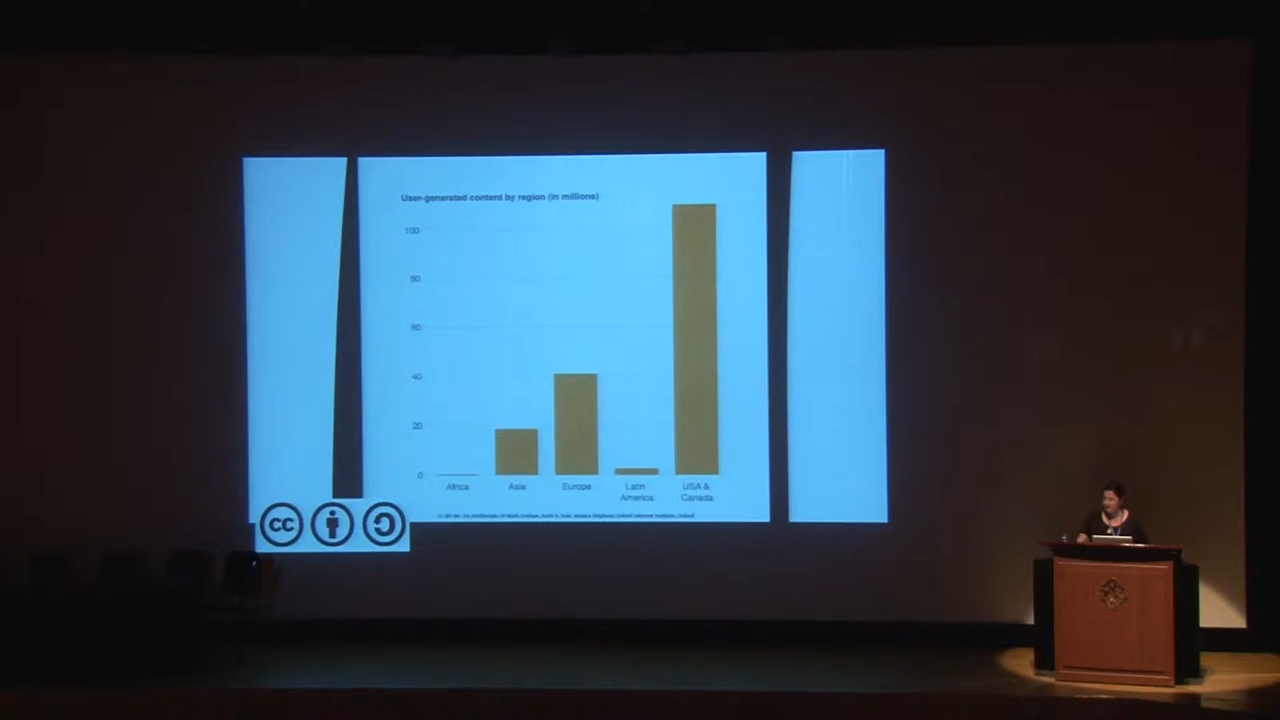 User-generated content by region (in millions)
100
80
60
40
20
0
Africa
Asia
Europe
Latin
America
USA &
Canada
cc